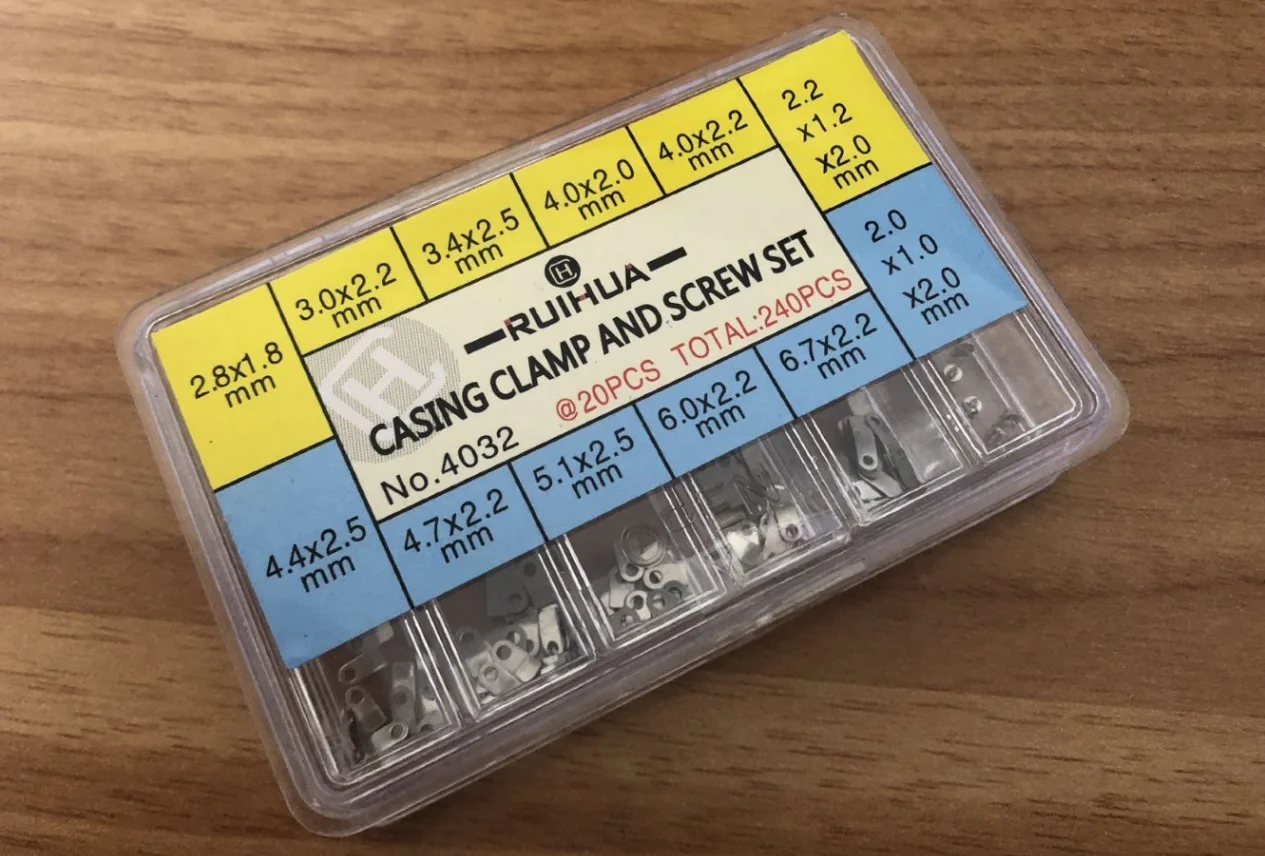 2.8x1.8
mm
3.0x2.2
mm
3.4x2.5
mm
4.0x2.0
mm
4.0x2.2
mm
2.2
x1.2
x2.0
mm
RUIHUA
CASING CLAMP AND SCREW SET
@20PCS TOTAL:240PCS
No.4032
4.4x2.5
mm
4.7x2.2
mm
5.1x2.5
mm
6.0x2.2
mm
6.7x2.2
mm
2.0
x1.0
x2.0
mm